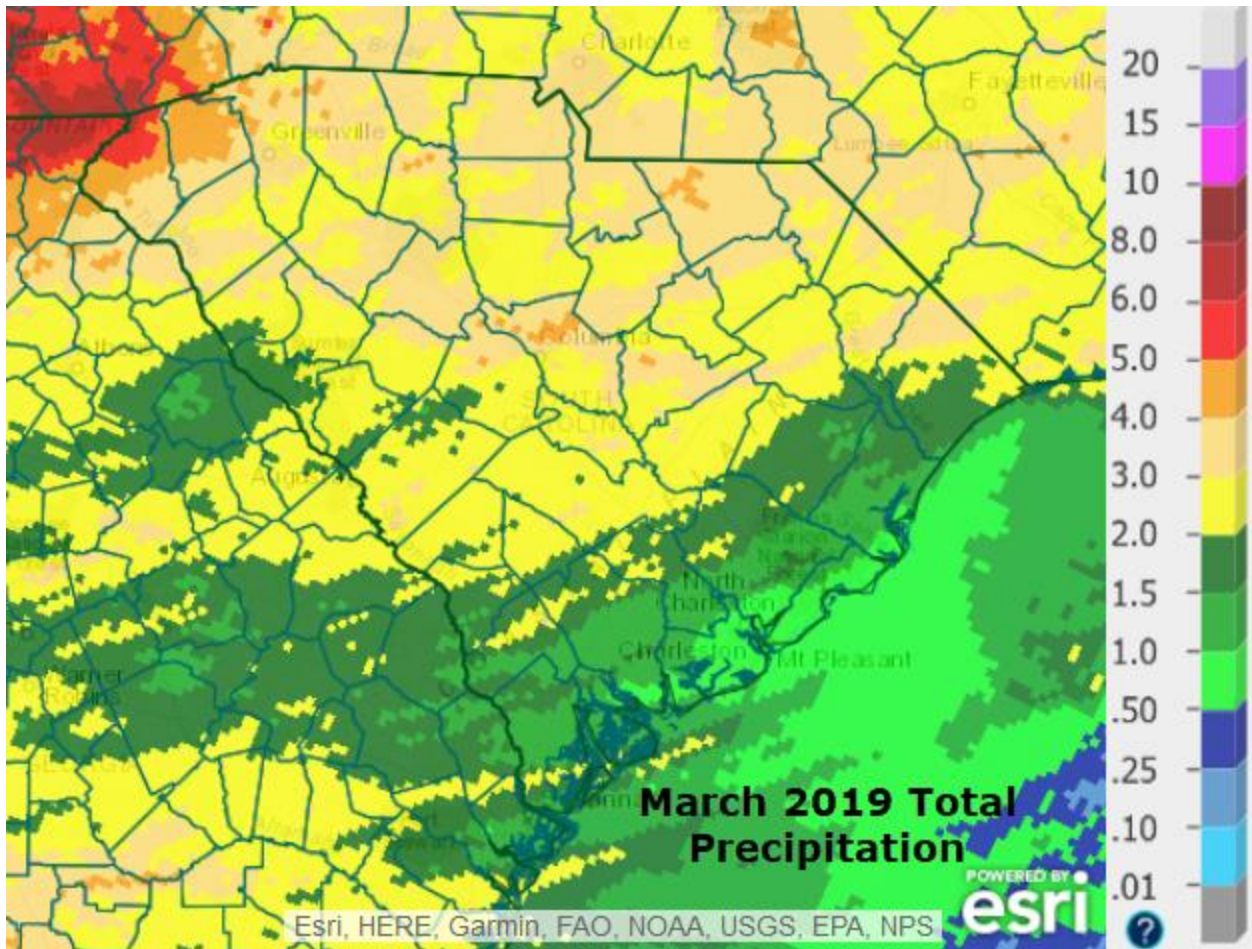 Charlotte
Fayetteville
Greenville
Columbia
SOUTH
CAROLINA
North
Charleston
Charleston
Mt Pleasant
Warner
Robins
March 2019 Total
Precipitation
POWERED BY
esri
Esri, HERE, Garmin, FAO, NOAA, USGS, EPA, NPS
20
15
10
8.0
6.0
5.0
4.0
3.0
2.0
1.5
1.0
.50
.25
.10
.01
?